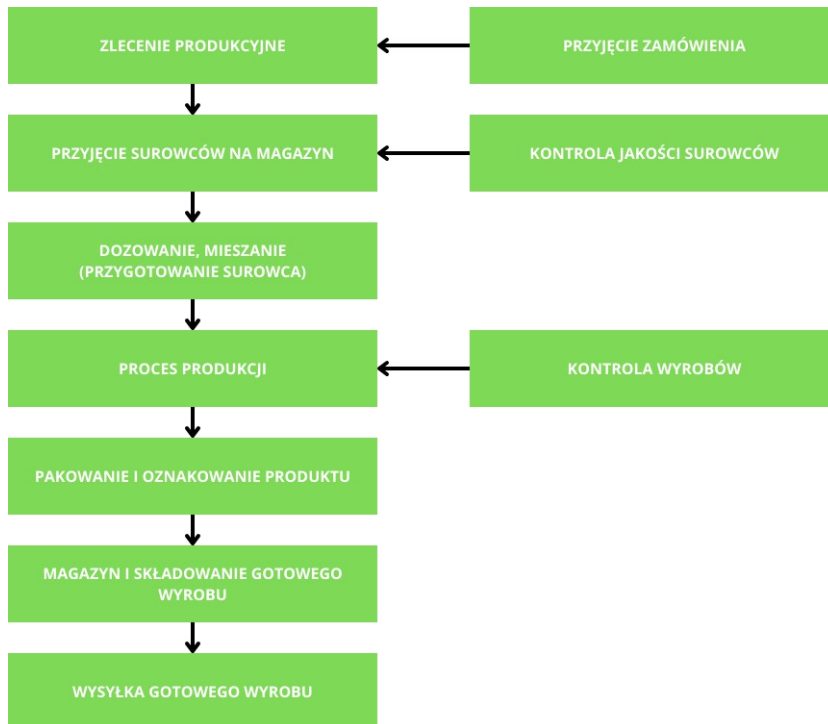 ZLECENIE PRODUKCYJNE
PRZYJĘCIE ZAMÓWIENIA
PRZYJĘCIE SUROWCÓW NA MAGAZYN
KONTROLA JAKOŚCI SUROWCÓW
DOZOWANIE, MIESZANIE
(PRZYGOTOWANIE SUROWCA)
PROCES PRODUKCJI
KONTROLA WYROBÓW
PAKOWANIE I OZNAKOWANIE PRODUKTU
MAGAZYN I SKŁADOWANIE GOTOWEGO
WYROBU
WYSYŁKA GOTOWEGO WYROBU